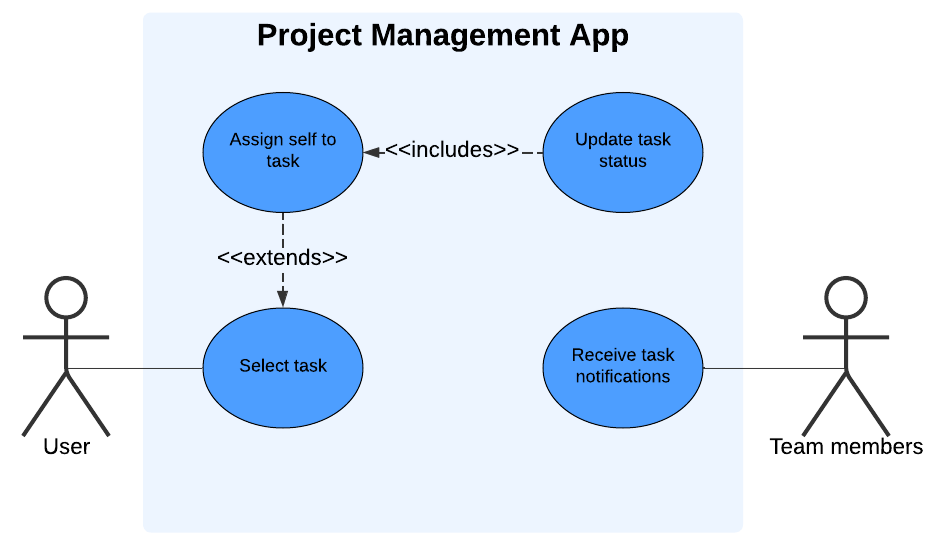 Project Management App
Assign self to
task
<<includes>>
Update task
status
<<extends>>
Select task
Receive task
notifications
User
Team members